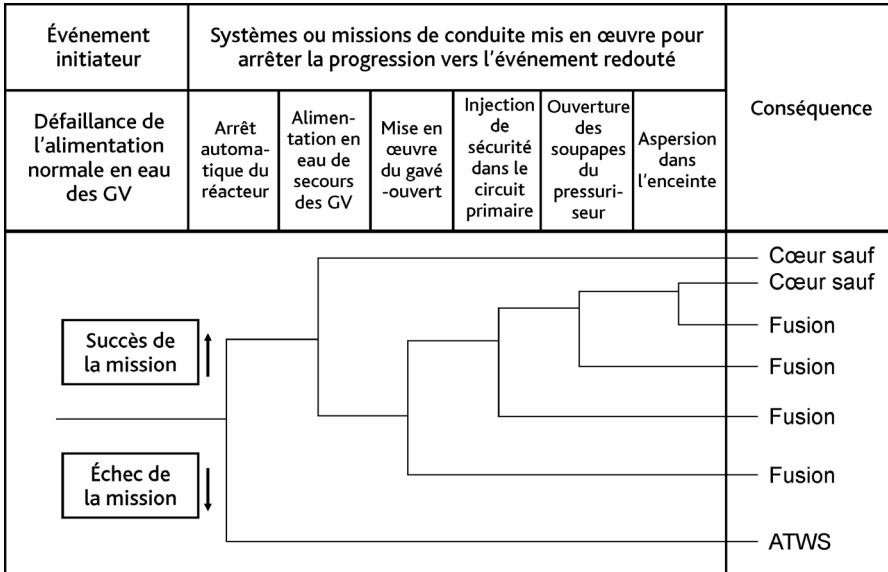 Événement
initiateur
Systèmes ou missions de conduite mis en œuvre pour
arrêter la progression vers l’événement redouté
Conséquence
Défaillance de
l’alimentation
normale en eau
des GV
Arrêt
automa-
tique du
réacteur
Alimen-
tation en
eau de
secours
des GV
Mise en
œuvre
du gavé
-ouvert
Injection
de
sécurité
dans le
circuit
primaire
Ouverture
des
soupapes
du
pressuri-
seur
Aspersion
dans
l’enceinte
Succès de
la mission
Échec de
la mission
Cœur sauf
Cœur sauf
Fusion
Fusion
Fusion
Fusion
ATWS